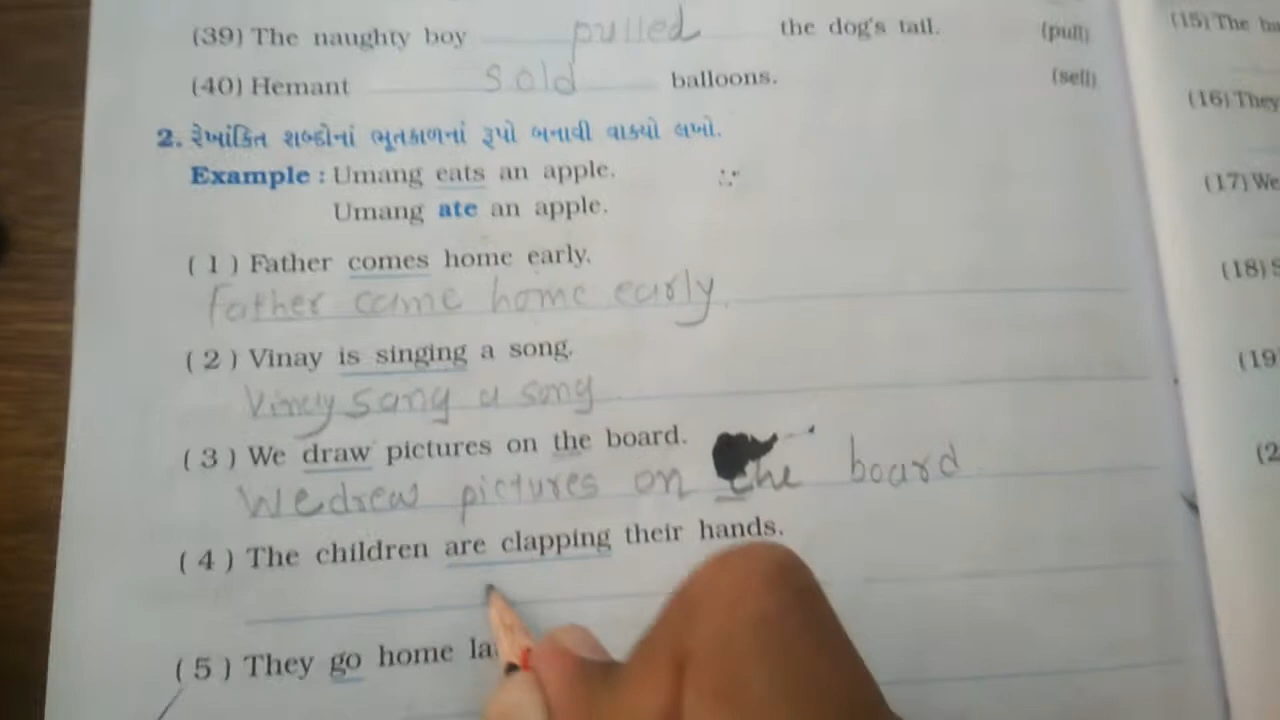 (39) The naughty boy pulled the dog's tail. (pull)
(40) Hemant sold balloons. (sell)
2. રેખાંકિત શબ્દોનાં ભૂતકાળનાં રૂપો બનાવી વાક્યો લખો.
Example : Umang eats an apple.
Umang ate an apple.
( 1 ) Father comes home early.
Father came home early.
( 2 ) Vinay is singing a song.
Vinay sang a song
( 3 ) We draw pictures on the board.
We drew pictures on the board
( 4 ) The children are clapping their hands.
( 5 ) They go home
(15) The
(16) They
(17) We
(18)
(19
(2